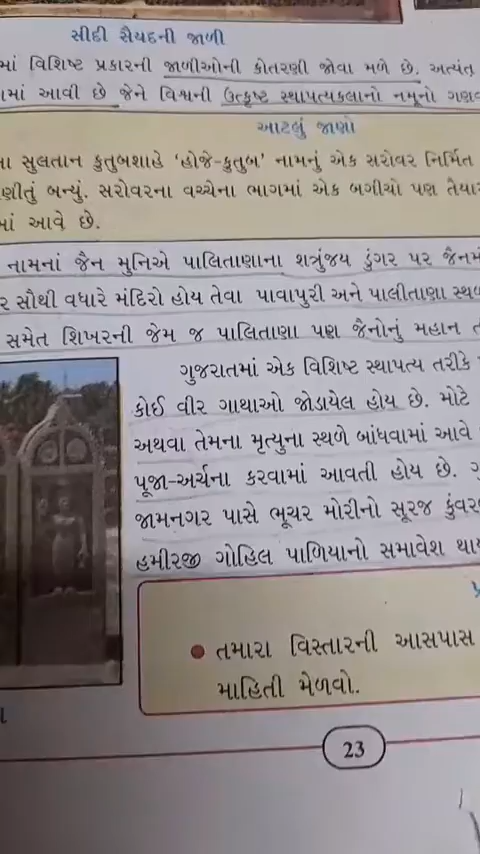 સીદી સૈયદની જાળી
માં વિશિષ્ટ પ્રકારની જાળીઓની કોતરણી જોવા મળે છે. અત્યંત
માં આવી છે જેને વિશ્વની ઉત્કૃષ્ટ સ્થાપત્યકલાનો નમૂનો
આટલું જાણો
ના સુલતાન કુતુબશાહે ‘હોજે-કુતુબ’ નામનું એક સરોવર નિર્મિત
ણીતું બન્યું. સરોવરના વચ્ચેના ભાગમાં એક બગીચો પણ
માં આવે છે.
નામનાં જૈન મુનિએ પાલિતાણાના શત્રુંજય ડુંગર પર
ર સૌથી વધારે મંદિરો હોય તેવા પાવાપુરી અને પાલીતાણા
સમેત શિખરની જેમ જ પાલિતાણા પણ જૈનોનું મહાન
ગુજરાતમાં એક વિશિષ્ટ સ્થાપત્ય તરીકે
કોઈ વીર ગાથાઓ જોડાયેલ હોય છે. મોટે
અથવા તેમના મૃત્યુના સ્થળે બાંધવામાં આવે
પૂજા-અર્ચના કરવામાં આવતી હોય છે.
જામનગર પાસે ભૂચર મોરીનો સૂરજ
હમીરજી ગોહિલ પાળિયાનો સમાવેશ
● તમારા વિસ્તારની આસપાસ
માહિતી મેળવો.
23